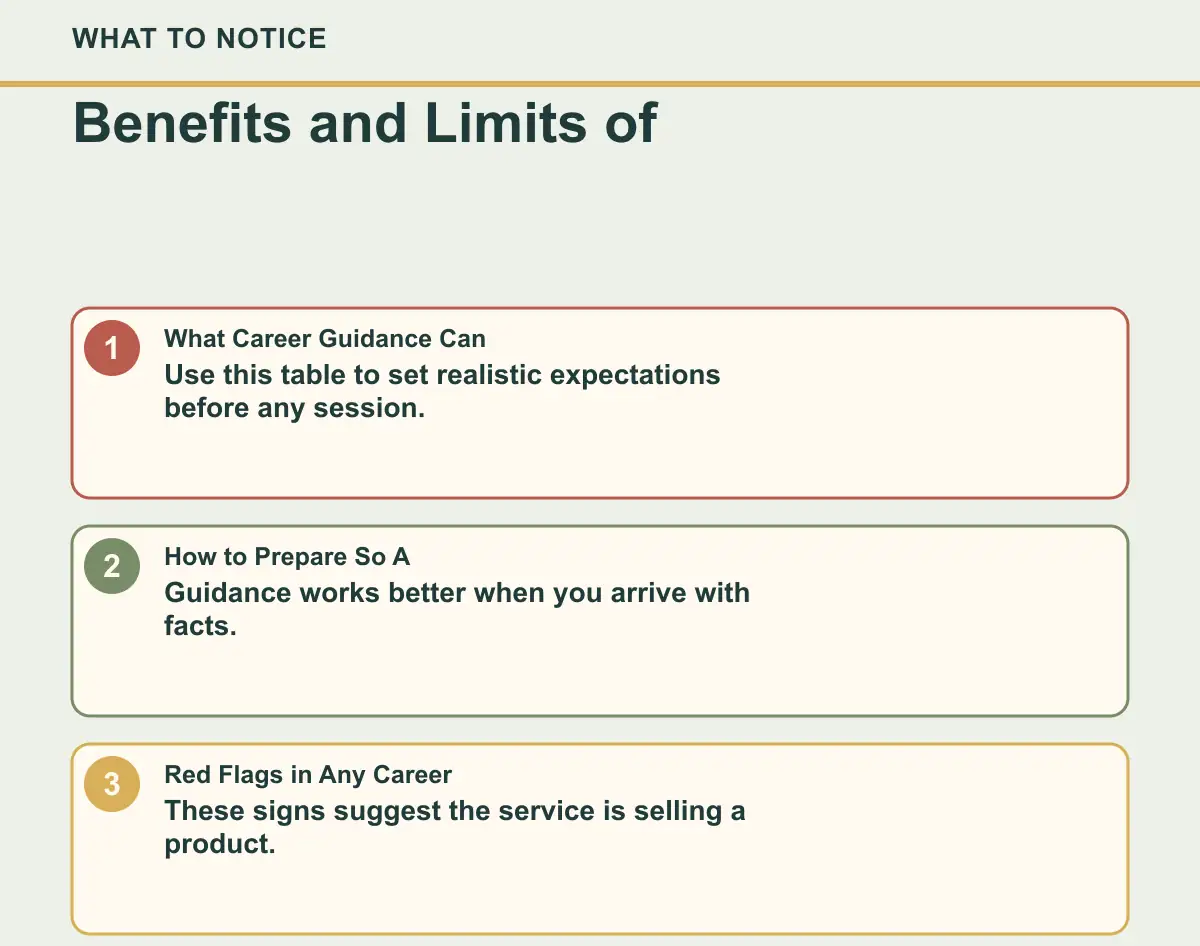 WHAT TO NOTICE
Benefits and Limits of
1
What Career Guidance Can
Use this table to set realistic expectations
before any session.
2
How to Prepare So A
Guidance works better when you arrive with
facts.
3
Red Flags in Any Career
These signs suggest the service is selling a
product.